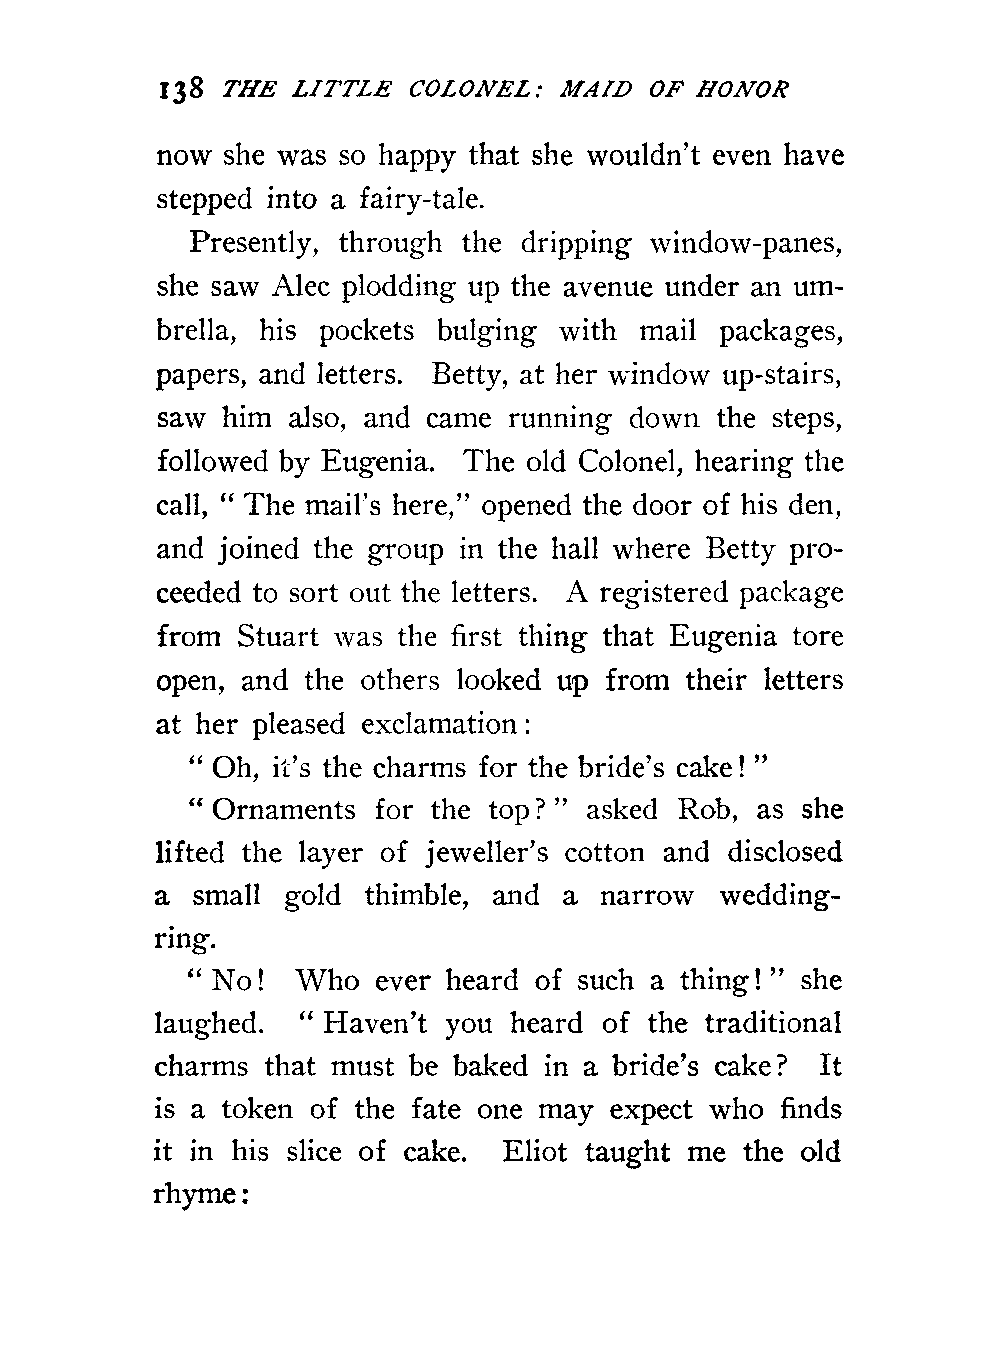 138 THE LITTLE COLONEL: MAID OF HONOR
now she was so happy that she wouldn't even have
stepped into a fairy-tale.
Presently, through the dripping window-panes,
she saw Alec plodding up the avenue under an um-
brella, his pockets bulging with mail packages,
papers, and letters. Betty, at her window up-stairs,
saw him also, and came running down the steps,
followed by Eugenia. The old Colonel, hearing the
call, “ The mail's here,” opened the door of his den,
and joined the group in the hall where Betty pro-
ceeded to sort out the letters. A registered package
from Stuart was the first thing that Eugenia tore
open, and the others looked up from their letters
at her pleased exclamation :
“ Oh, it's the charms for the bride's cake! ”
“ Ornaments for the top? ” asked Rob, as she
lifted the layer of jeweller's cotton and disclosed
a small gold thimble, and a narrow wedding-
ring.
“ No! Who ever heard of such a thing! ” she
laughed. “ Haven't you heard of the traditional
charms that must be baked in a bride's cake? It
is a token of the fate one may expect who finds
it in his slice of cake. Eliot taught me the old
rhyme :